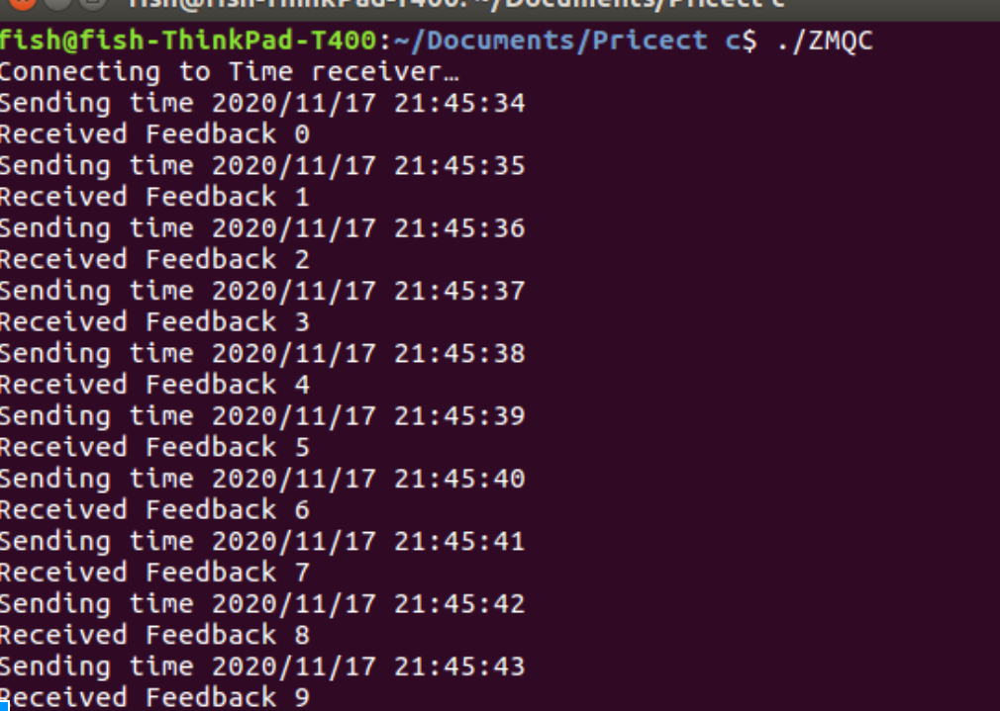 fish@fish-ThinkPad-T400: ~/Documents/Pricect c
fish@fish-ThinkPad-T400:~/Documents/Pricect c$ ./ZMQC
Connecting to Time receiver…
Sending time 2020/11/17 21:45:34
Received Feedback 0
Sending time 2020/11/17 21:45:35
Received Feedback 1
Sending time 2020/11/17 21:45:36
Received Feedback 2
Sending time 2020/11/17 21:45:37
Received Feedback 3
Sending time 2020/11/17 21:45:38
Received Feedback 4
Sending time 2020/11/17 21:45:39
Received Feedback 5
Sending time 2020/11/17 21:45:40
Received Feedback 6
Sending time 2020/11/17 21:45:41
Received Feedback 7
Sending time 2020/11/17 21:45:42
Received Feedback 8
Sending time 2020/11/17 21:45:43
Received Feedback 9